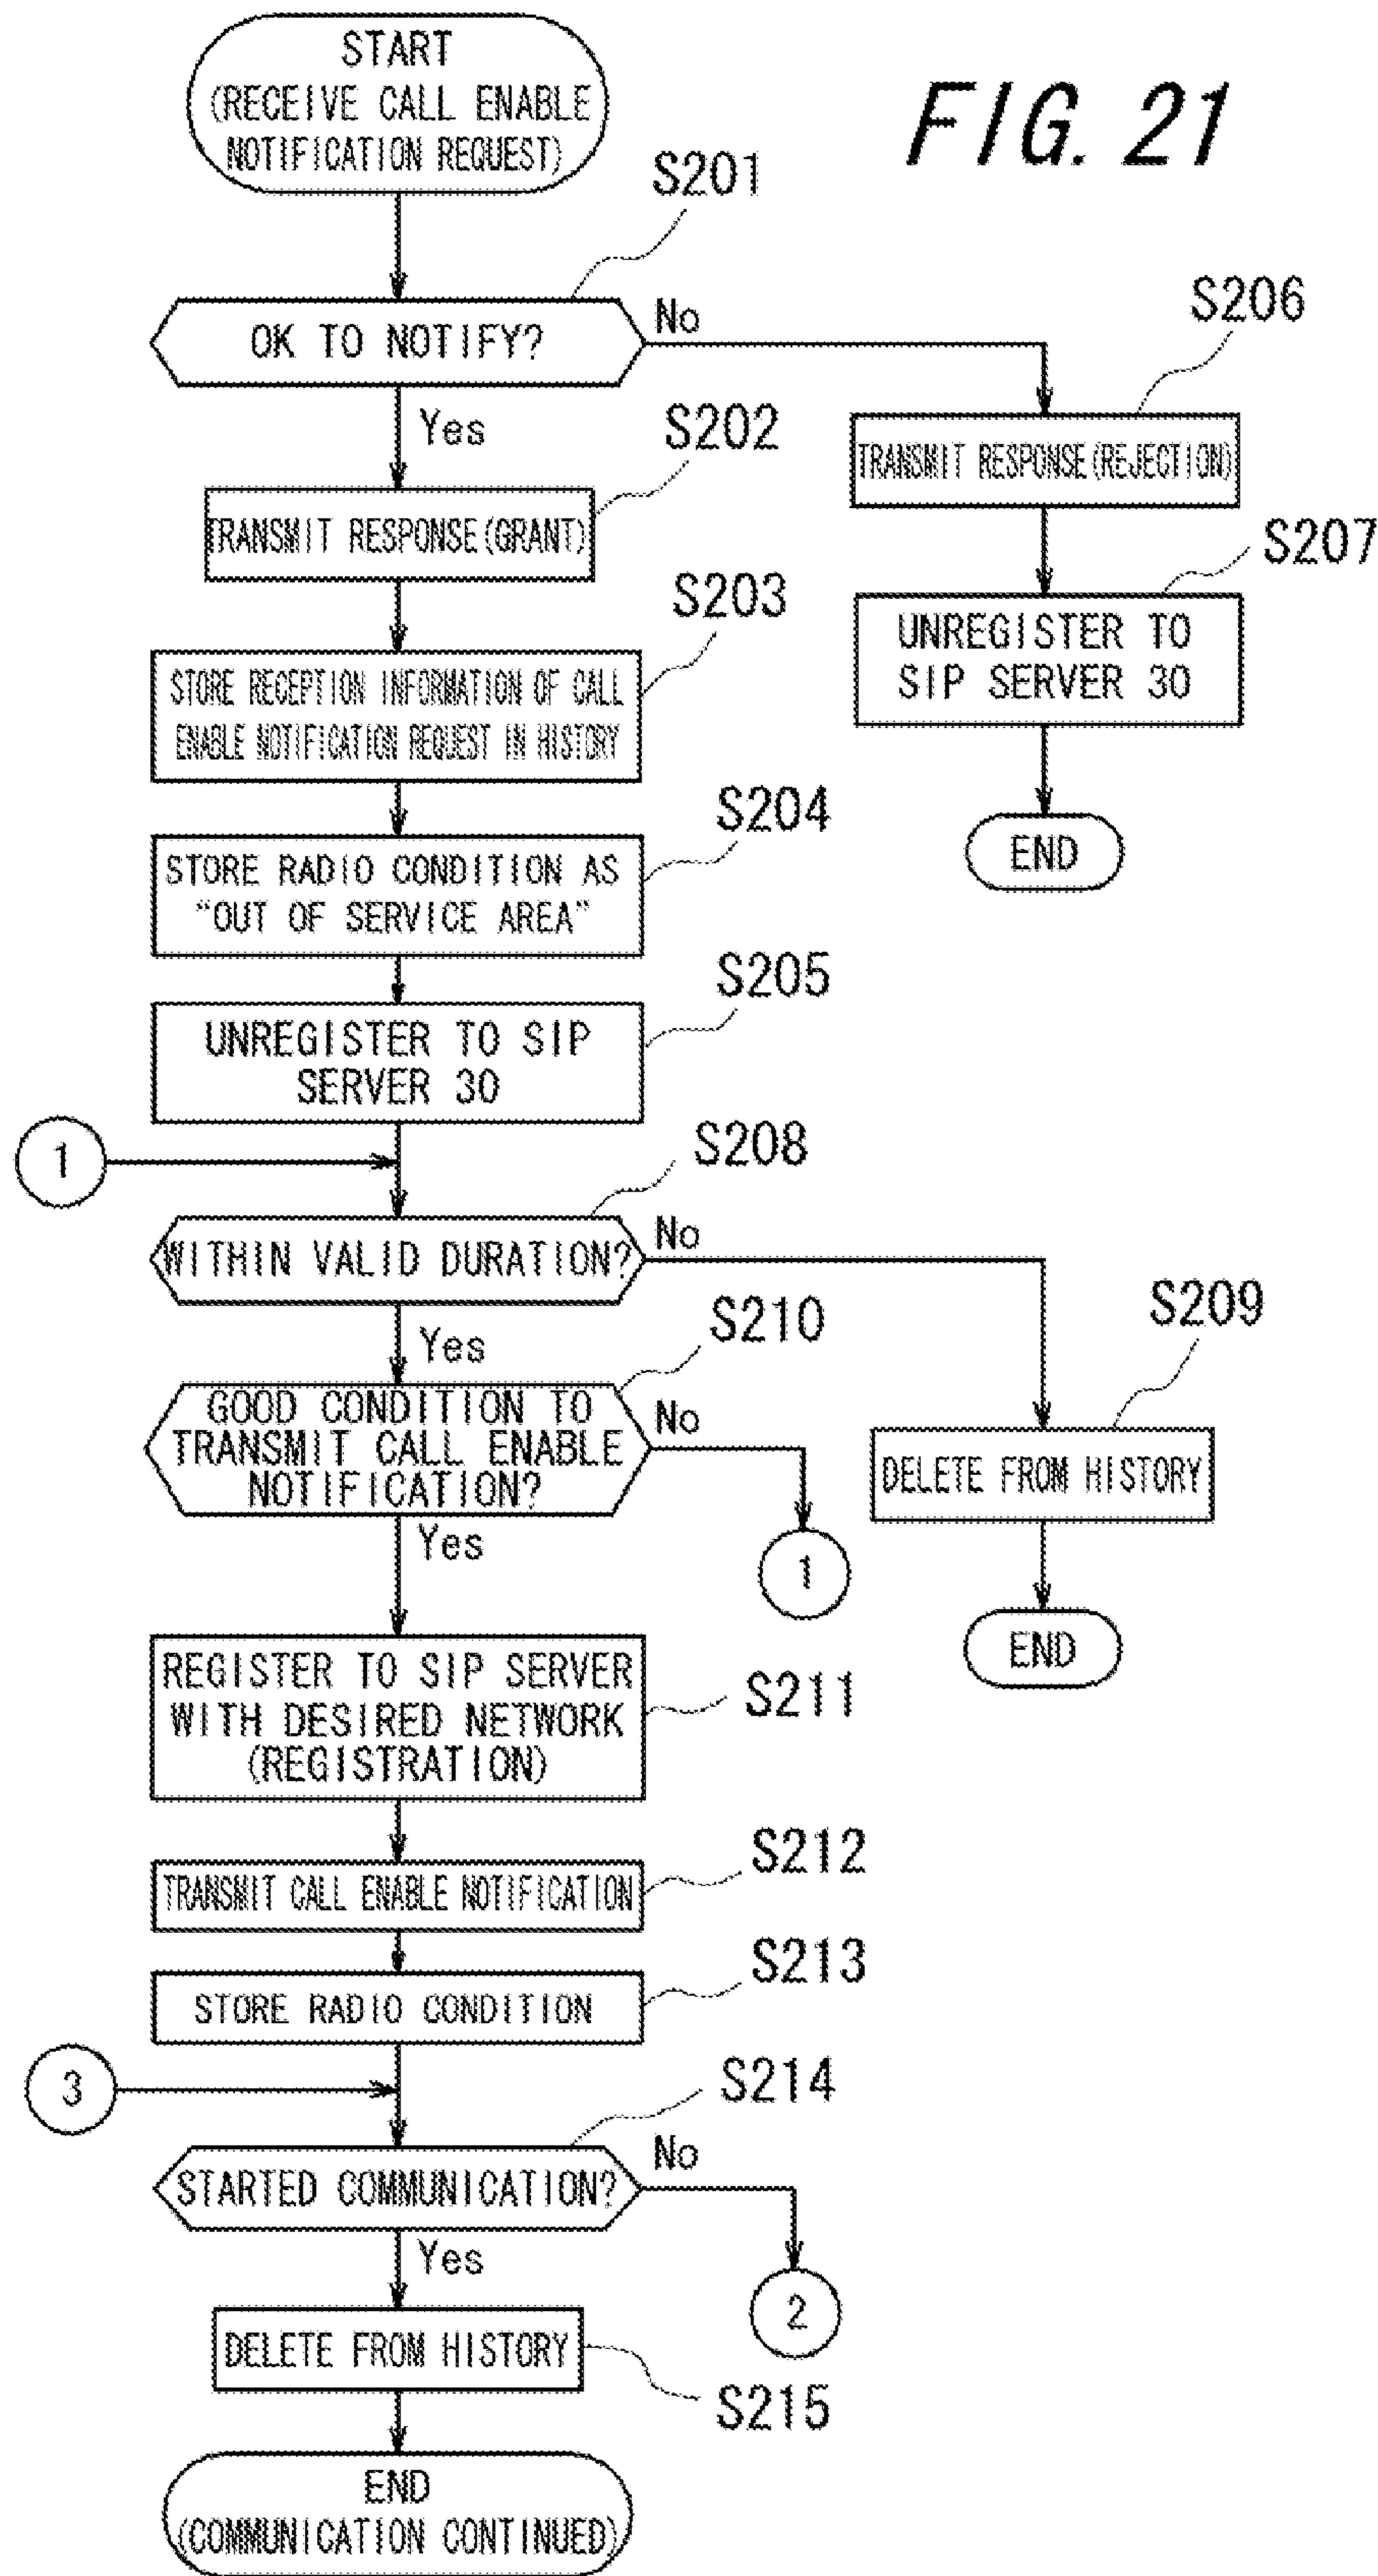 FIG. 21
START
(RECEIVE CALL ENABLE
NOTIFICATION REQUEST)
S201
OK TO NOTIFY?
No
Yes
S206
TRANSMIT RESPONSE(REJECTION)
S202
TRANSMIT RESPONSE(GRANT)
S207
UNREGISTER TO
SIP SERVER 30
END
S203
STORE RECEPTION INFORMATION OF CALL
ENABLE NOTIFICATION REQUEST IN HISTORY
S204
STORE RADIO CONDITION AS
"OUT OF SERVICE AREA"
S205
UNREGISTER TO SIP
SERVER 30
1
S208
WITHIN VALID DURATION?
No
Yes
S209
DELETE FROM HISTORY
END
S210
GOOD CONDITION TO
TRANSMIT CALL ENABLE
NOTIFICATION?
No
1
Yes
S211
REGISTER TO SIP SERVER
WITH DESIRED NETWORK
(REGISTRATION)
S212
TRANSMIT CALL ENABLE NOTIFICATION
S213
STORE RADIO CONDITION
3
S214
STARTED COMMUNICATION?
No
2
Yes
DELETE FROM HISTORY
S215
END
(COMMUNICATION CONTINUED)